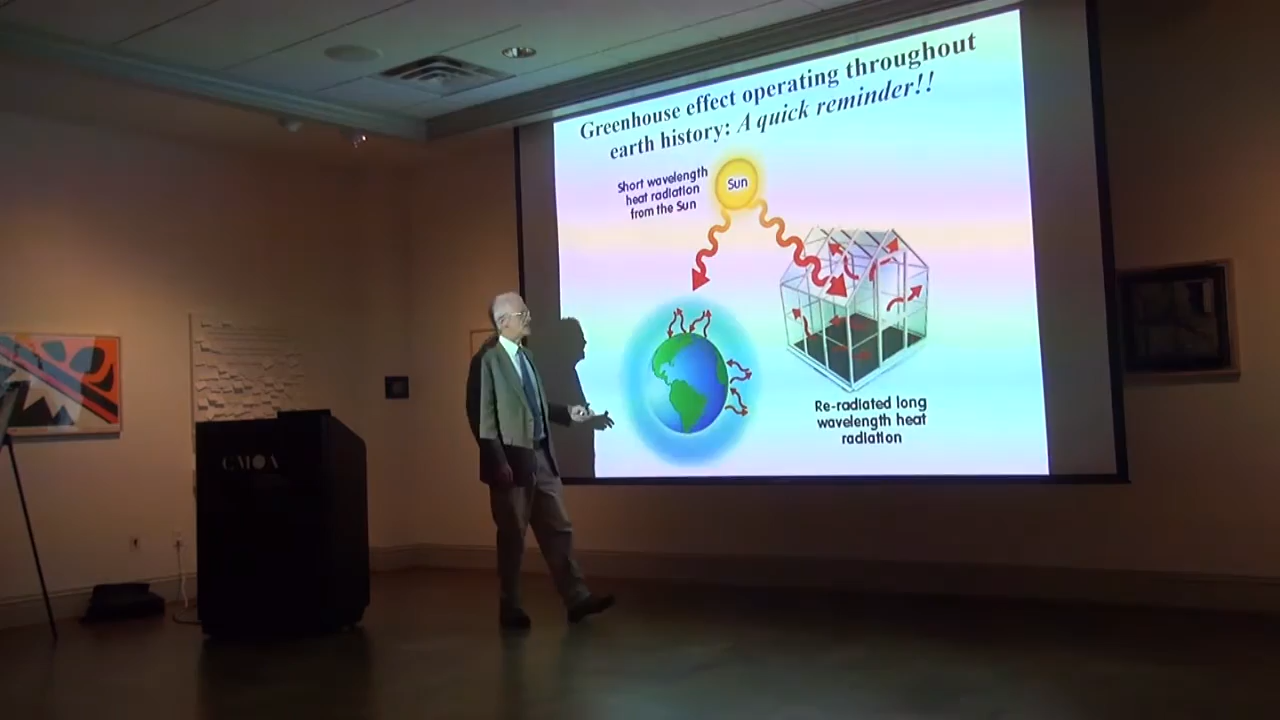 Greenhouse effect operating throughout
earth history: A quick reminder!!
Short wavelength
heat radiation
from the Sun
Sun
Re-radiated long
wavelength heat
radiation
CMOA